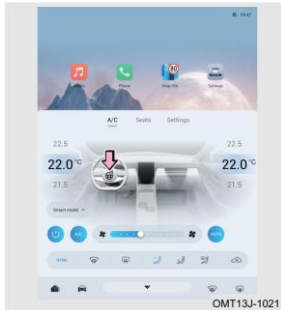 Phone
Settings
A/C Seats Settings
22.5 22.5
22.0°C 22.0°C
21.5 21.5
Smart mode
A/C AUTO
SYNC
OMT13J-1021